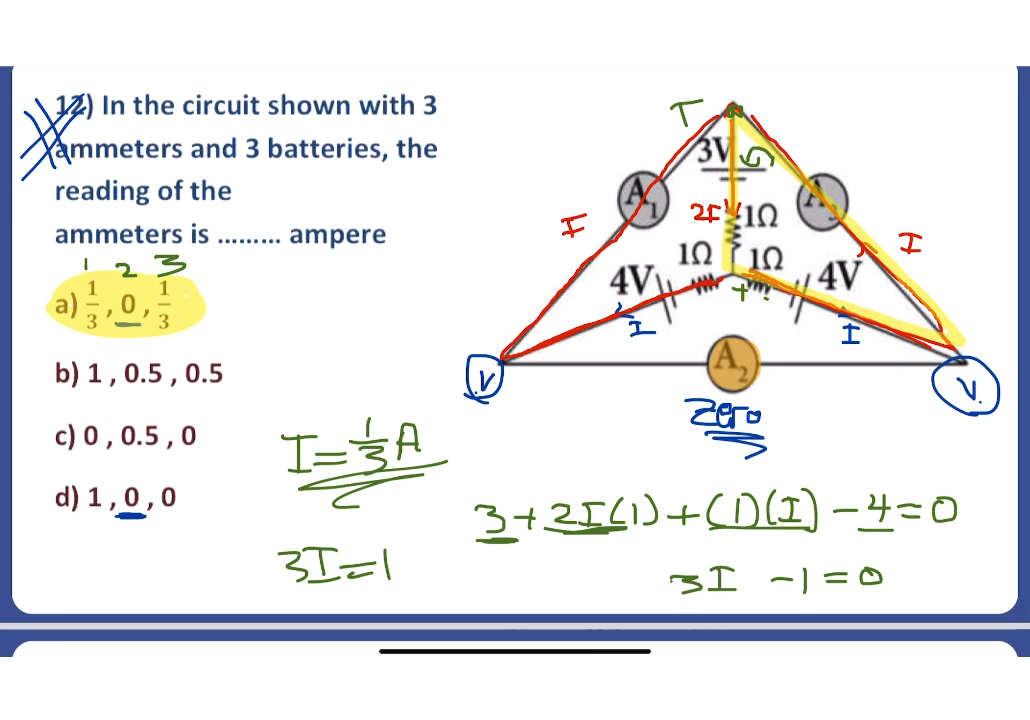 12) In the circuit shown with 3
ammeters and 3 batteries, the
reading of the
ammeters is ......... ampere
1 2 3
a) 1/3 , 0 , 1/3
b) 1 , 0.5 , 0.5
c) 0 , 0.5 , 0
d) 1 , 0 , 0
T
3V
A1
I
2I
1Ω
I
1Ω
1Ω
4V
4V
+
I
I
V
A2
V
Zero
I = 1/3 A
3 + 2I(1) + (1)(I) - 4 = 0
3I = 1
3I - 1 = 0